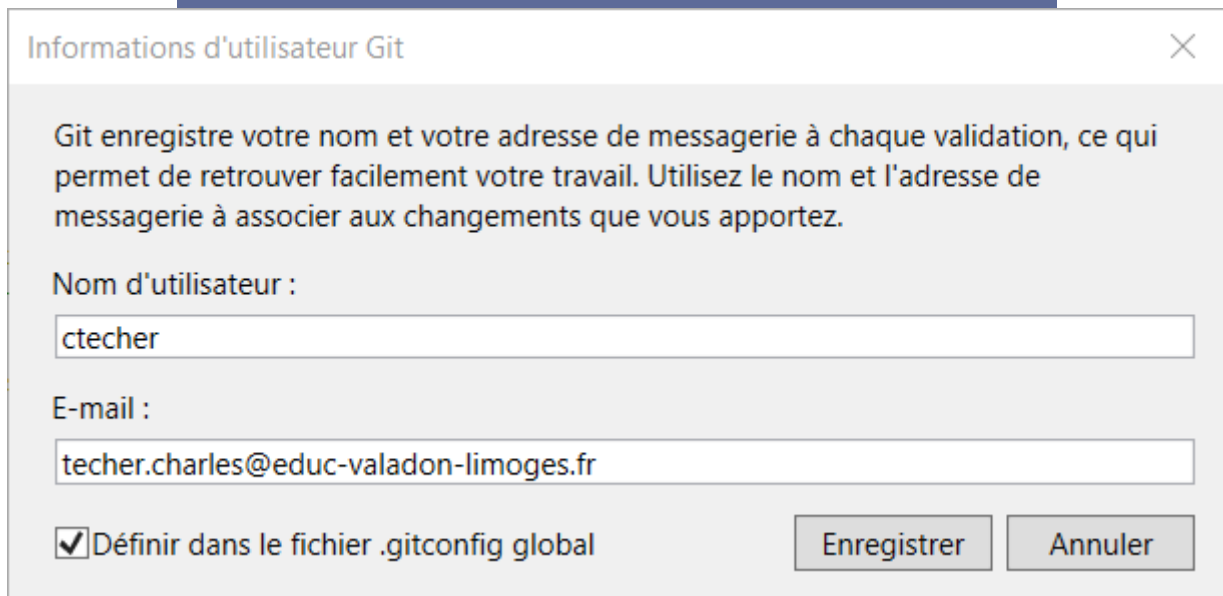 Informations d'utilisateur Git
Git enregistre votre nom et votre adresse de messagerie à chaque validation, ce qui
permet de retrouver facilement votre travail. Utilisez le nom et l'adresse de
messagerie à associer aux changements que vous apportez.
Nom d'utilisateur :
ctecher
E-mail :
techer.charles@educ-valadon-limoges.fr
Définir dans le fichier .gitconfig global
Enregistrer
Annuler